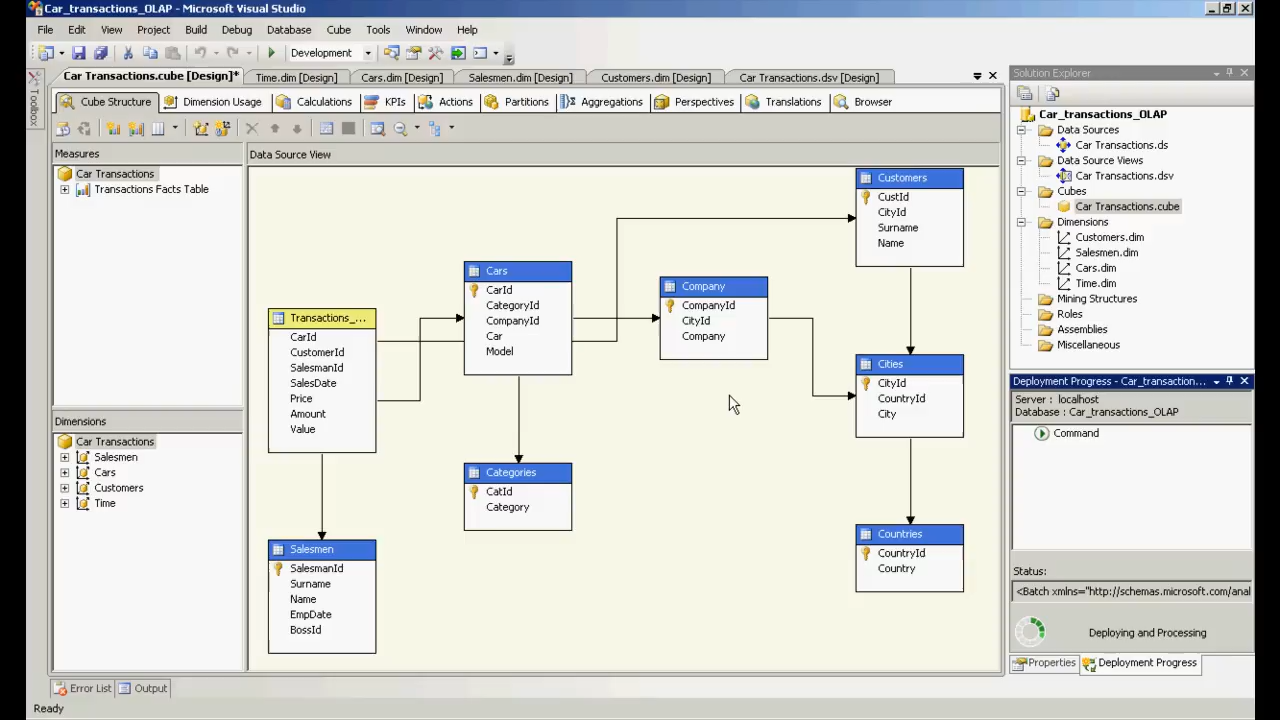 Car_transactions_OLAP - Microsoft Visual Studio
File Edit View Project Build Debug Database Cube Tools Window Help
Development
Car Transactions.cube [Design]* Time.dim [Design] Cars.dim [Design] Salesmen.dim [Design] Customers.dim [Design] Car Transactions.dsv [Design]
Toolbox
Cube Structure Dimension Usage Calculations KPIs Actions Partitions Aggregations Perspectives Translations Browser
Measures
Car Transactions
Transactions Facts Table
Dimensions
Car Transactions
Salesmen
Cars
Customers
Time
Data Source View
Transactions_...
CarId
CustomerId
SalesmanId
SalesDate
Price
Amount
Value
Salesmen
SalesmanId
Surname
Name
EmpDate
BossId
Cars
CarId
CategoryId
CompanyId
Car
Model
Categories
CatId
Category
Company
CompanyId
CityId
Company
Customers
CustId
CityId
Surname
Name
Cities
CityId
CountryId
City
Countries
CountryId
Country
Solution Explorer
Car_transactions_OLAP
Data Sources
Car Transactions.ds
Data Source Views
Car Transactions.dsv
Cubes
Car Transactions.cube
Dimensions
Customers.dim
Salesmen.dim
Cars.dim
Time.dim
Mining Structures
Roles
Assemblies
Miscellaneous
Deployment Progress - Car_transaction...
Server : localhost
Database : Car_transactions_OLAP
Command
Status:
<Batch xmlns="http://schemas.microsoft.com/anal
Deploying and Processing
Properties Deployment Progress
Error List Output
Ready